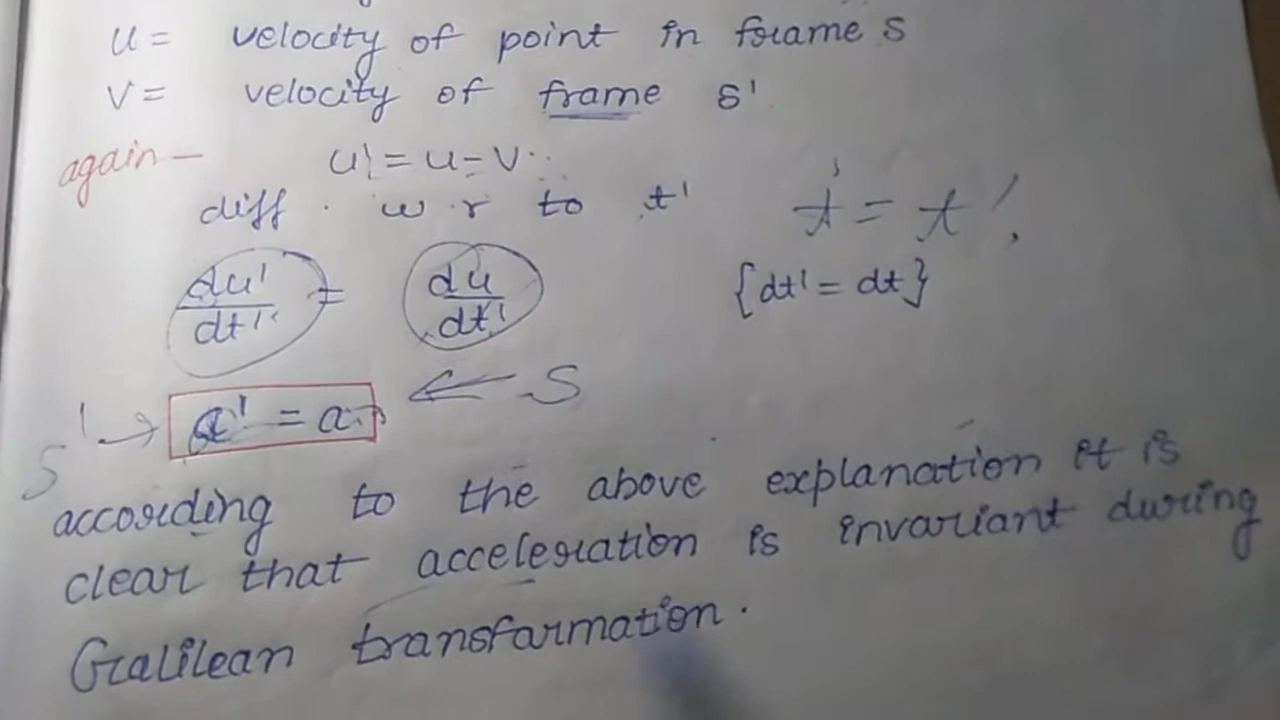 u = velocity of point in frame s
v = velocity of frame s'
again — u' = u - v
diff. w r to t' t' = t'
du'/dt' = du/dt' {dt' = dt}
s' → a' = a ← S
according to the above explanation it is
clear that acceleration is invariant during
Galilean transfarmation.